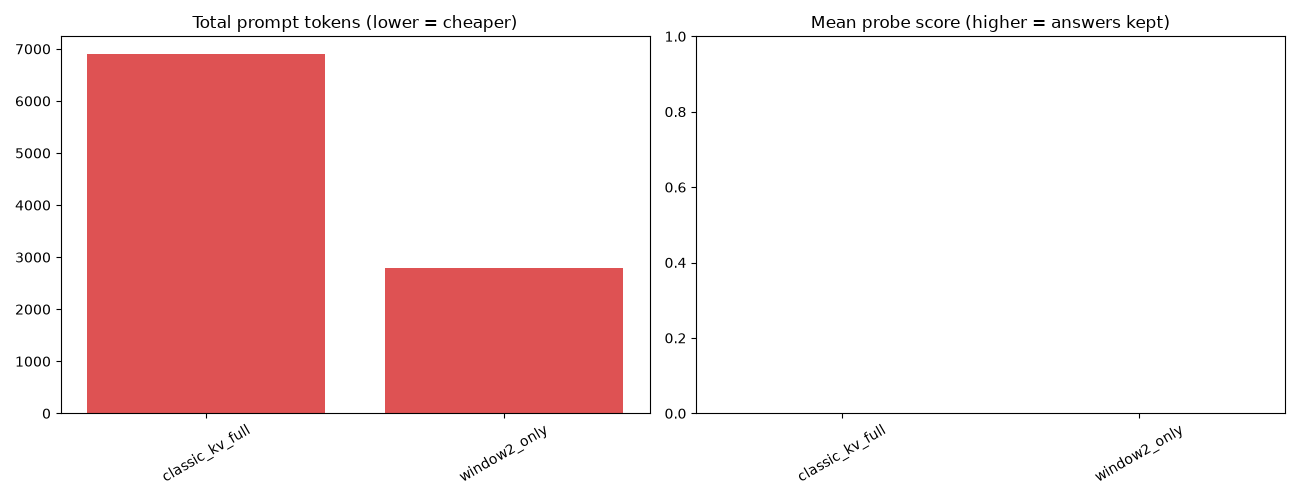 Total prompt tokens (lower = cheaper)
7000
6000
5000
4000
3000
2000
1000
0
classic_kv_full
window2_only
Mean probe score (higher = answers kept)
1.0
0.8
0.6
0.4
0.2
0.0
classic_kv_full
window2_only